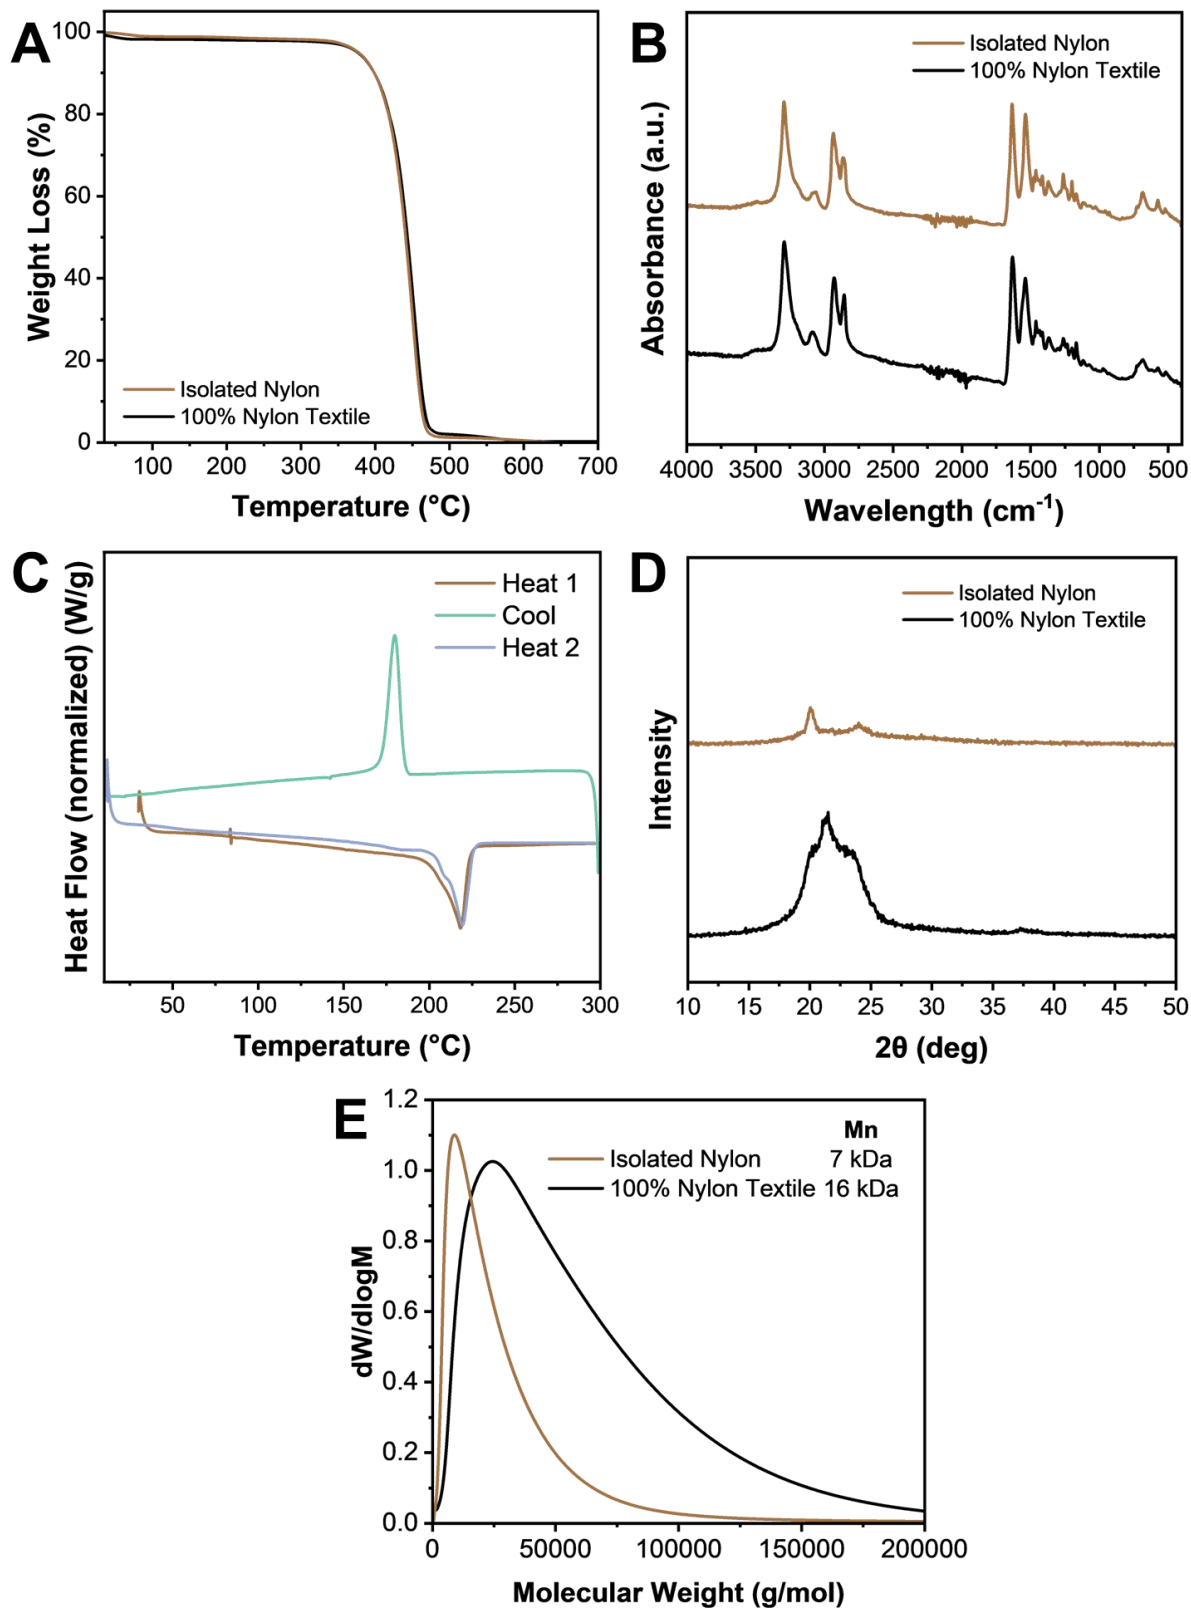 A
100
80
60
40
20
0
Weight Loss (%)
Isolated Nylon
100% Nylon Textile
100 200 300 400 500 600 700
Temperature (°C)
B
Isolated Nylon
100% Nylon Textile
Absorbance (a.u.)
4000 3500 3000 2500 2000 1500 1000 500
Wavelength (cm⁻¹)
C
Heat 1
Cool
Heat 2
Heat Flow (normalized) (W/g)
50 100 150 200 250 300
Temperature (°C)
D
Isolated Nylon
100% Nylon Textile
Intensity
10 15 20 25 30 35 40 45 50
2θ (deg)
E
1.2
1.0
0.8
0.6
0.4
0.2
0.0
dW/dlogM
Mn
Isolated Nylon 7 kDa
100% Nylon Textile 16 kDa
0 50000 100000 150000 200000
Molecular Weight (g/mol)